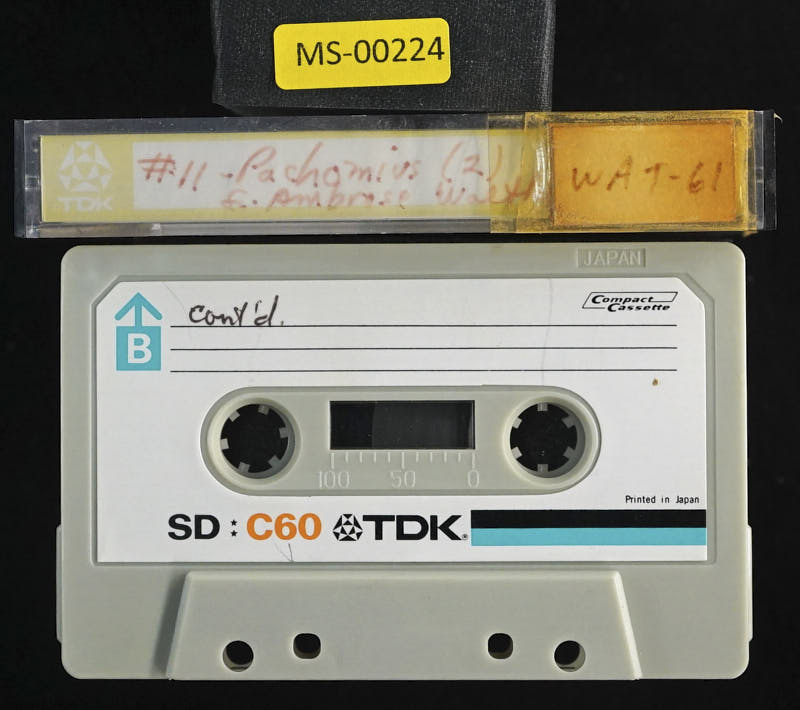 MS-00224
#11 - Pachomius (2)
Ambrose
WAT-61
TDK
JAPAN
cont'd.
Compact
Cassette
B
100 50 0
Printed in Japan
SD : C60 TDK